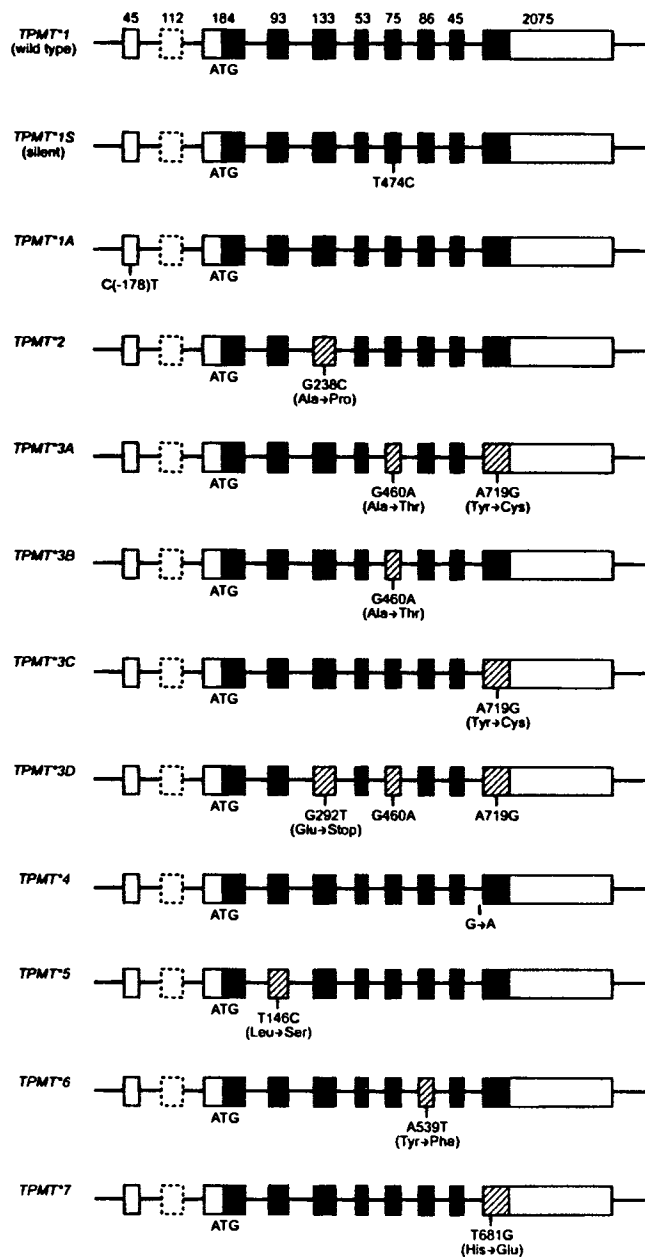 45 112 184 93 133 53 75 86 45 2075
TPMT*1
(wild type)
ATG
TPMT*1S
(silent)
ATG
T474C
TPMT*1A
ATG
C(-178)T
TPMT*2
ATG
G238C
(Ala→Pro)
TPMT*3A
ATG
G460A
(Ala→Thr)
A719G
(Tyr→Cys)
TPMT*3B
ATG
G460A
(Ala→Thr)
TPMT*3C
ATG
A719G
(Tyr→Cys)
TPMT*3D
ATG
G292T
(Glu→Stop)
G460A
A719G
TPMT*4
ATG
G→A
TPMT*5
ATG
T146C
(Leu→Ser)
TPMT*6
ATG
A539T
(Tyr→Phe)
TPMT*7
ATG
T681G
(His→Glu)